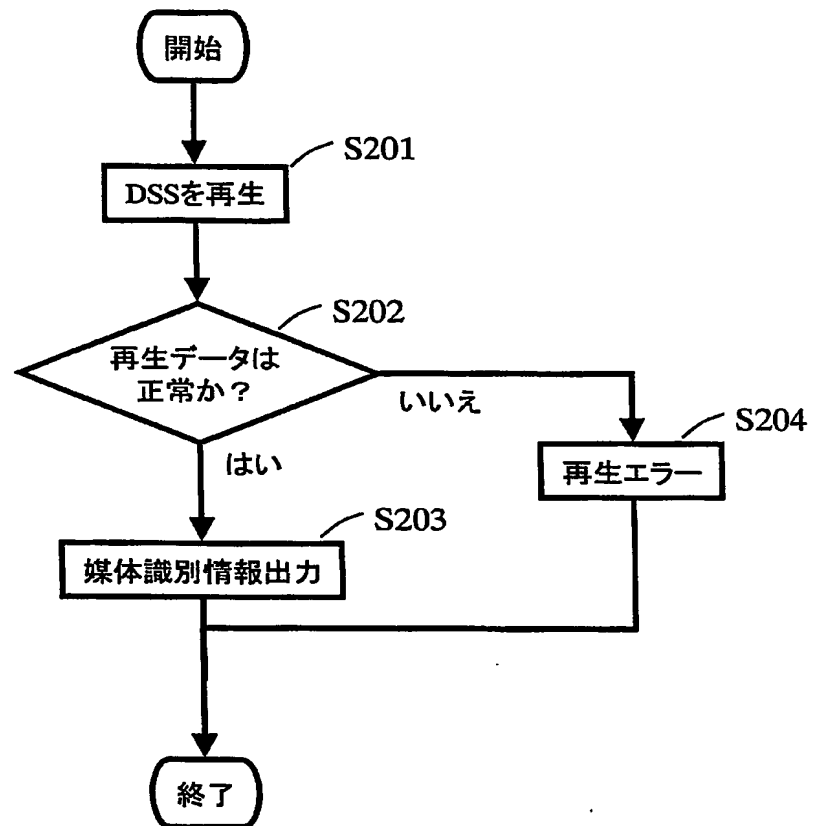 開始
S201
DSSを再生
S202
再生データは
正常か？
いいえ
S204
はい
再生エラー
S203
媒体識別情報出力
終了